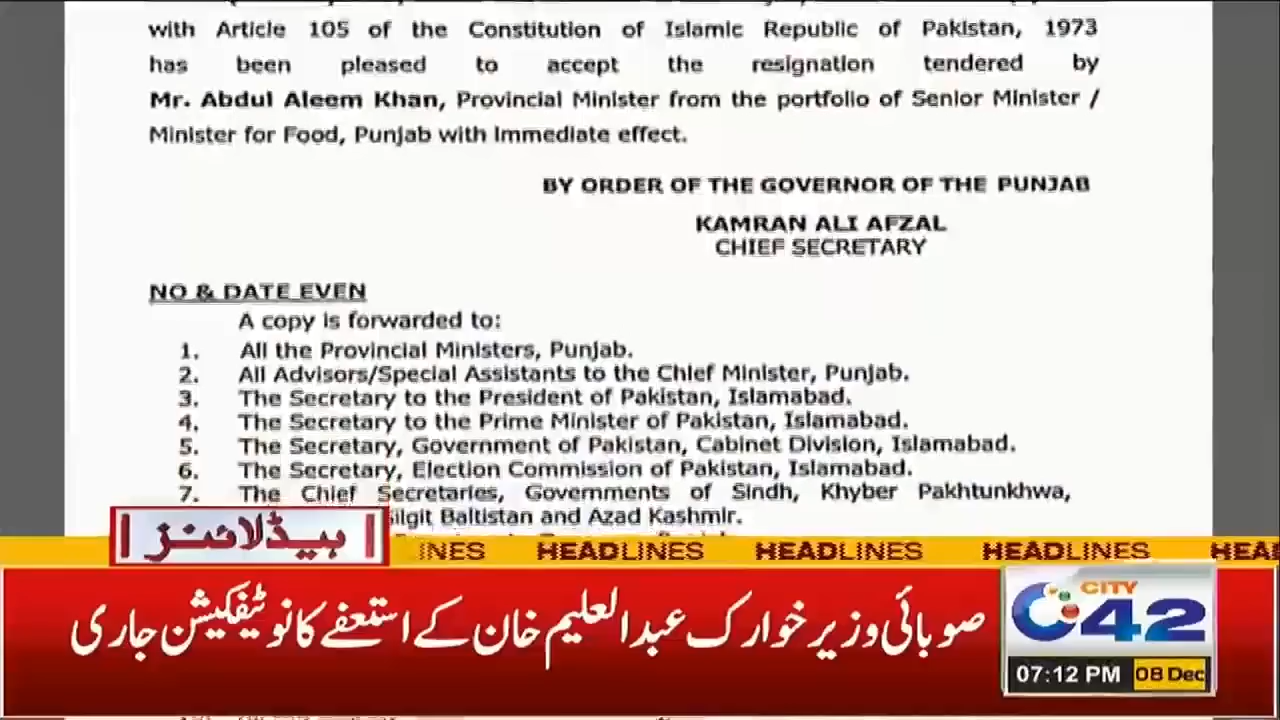 with Article 105 of the Constitution of Islamic Republic of Pakistan, 1973
has been pleased to accept the resignation tendered by
Mr. Abdul Aleem Khan, Provincial Minister from the portfolio of Senior Minister /
Minister for Food, Punjab with immediate effect.
BY ORDER OF THE GOVERNOR OF THE PUNJAB
KAMRAN ALI AFZAL
CHIEF SECRETARY
NO & DATE EVEN
A copy is forwarded to:
1. All the Provincial Ministers, Punjab.
2. All Advisors/Special Assistants to the Chief Minister, Punjab.
3. The Secretary to the President of Pakistan, Islamabad.
4. The Secretary to the Prime Minister of Pakistan, Islamabad.
5. The Secretary, Government of Pakistan, Cabinet Division, Islamabad.
6. The Secretary, Election Commission of Pakistan, Islamabad.
7. The Chief Secretaries, Governments of Sindh, Khyber Pakhtunkhwa,
ilgit Baltistan and Azad Kashmir.
ہیڈلائنز
INES HEADLINES HEADLINES HEADLINES HEA
صوبائی وزیر خوارک عبدالعلیم خان کے استعفے کا نوٹیفکیشن جاری
CITY
42
07:12 PM 08 Dec